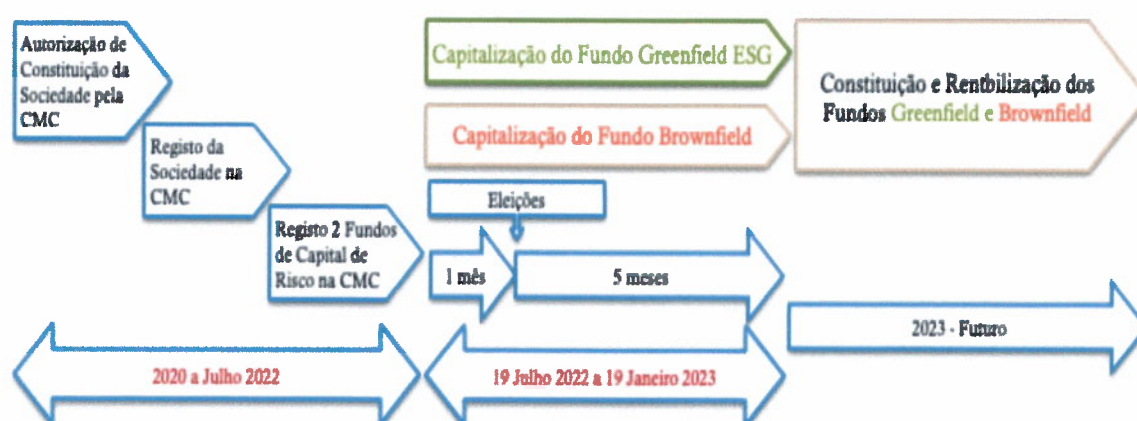 Autorização de
Constituição da
Sociedade pela
CMC
Registo da
Sociedade na
CMC
Registo 2 Fundos
de Capital de
Risco na CMC
Capitalização do Fundo Greenfield ESG
Capitalização do Fundo Brownfield
Eleições
1 mês
5 meses
Constituição e Rentbilização dos
Fundos Greenfield e Brownfield
2020 a Julho 2022
19 Julho 2022 a 19 Janeiro 2023
2023 - Futuro